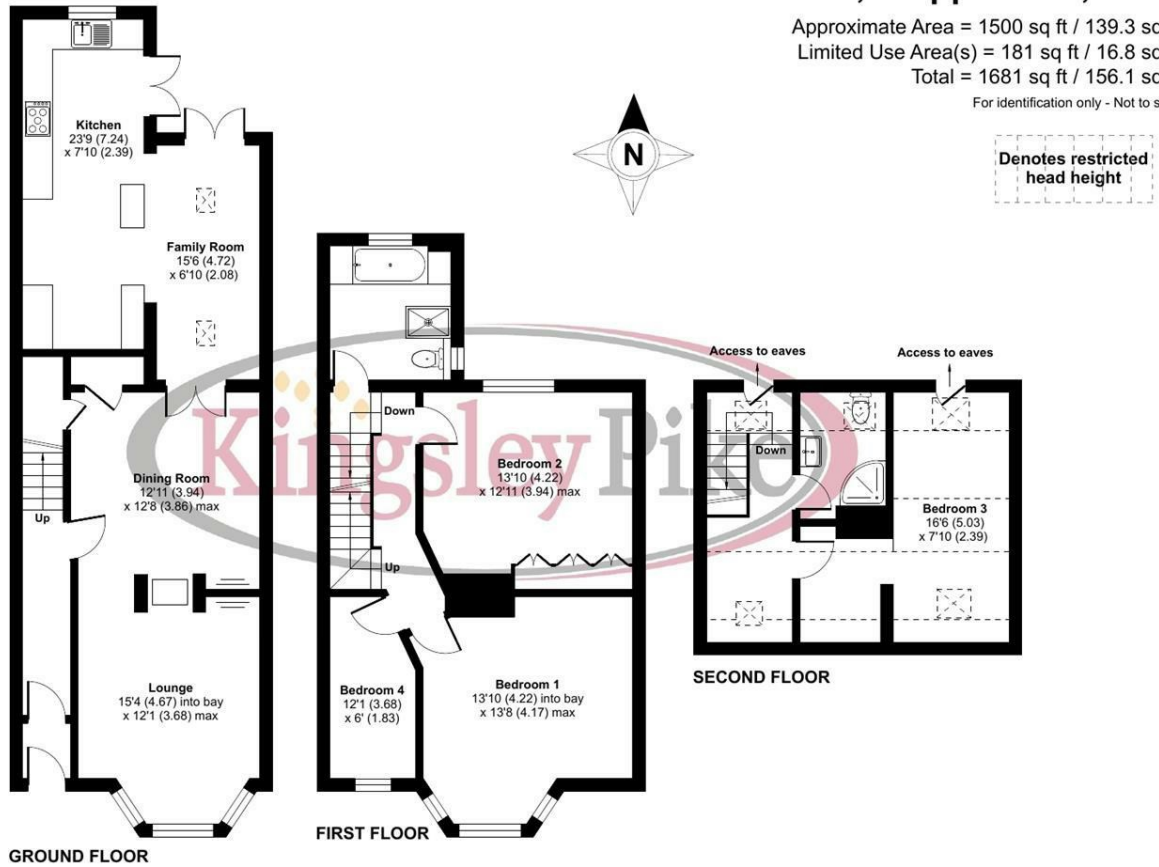 Approximate Area = 1500 sq ft / 139.3 sq
Limited Use Area(s) = 181 sq ft / 16.8 sq
Total = 1681 sq ft / 156.1 sq
For identification only - Not to s
Denotes restricted
head height
N
Kitchen
23'9 (7.24)
x 7'10 (2.39)
Family Room
15'6 (4.72)
x 6'10 (2.08)
Dining Room
12'11 (3.94)
x 12'8 (3.86) max
Up
Lounge
15'4 (4.67) into bay
x 12'1 (3.68) max
GROUND FLOOR
Kingsley Pike
Down
Bedroom 2
13'10 (4.22)
x 12'11 (3.94) max
Up
Bedroom 4
12'1 (3.68)
x 6' (1.83)
Bedroom 1
13'10 (4.22) into bay
x 13'8 (4.17) max
FIRST FLOOR
Access to eaves
Access to eaves
Down
Bedroom 3
16'6 (5.03)
x 7'10 (2.39)
SECOND FLOOR